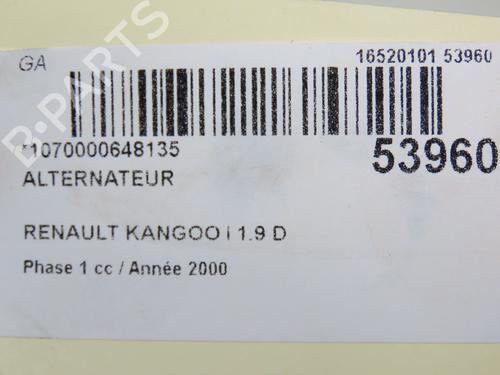 GA
16520101 53960
*1070000648135
53960
ALTERNATEUR
RENAULT KANGOO I 1.9 D
Phase 1 cc / Année 2000
B-PARTS